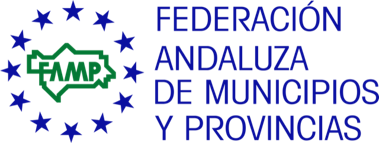 FAMP
FEDERACIÓN
ANDALUZA
DE MUNICIPIOS
Y PROVINCIAS